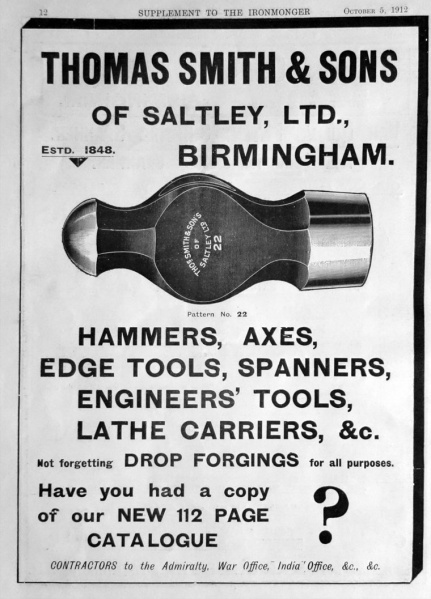 12 SUPPLEMENT TO THE IRONMONGER OCTOBER 5, 1912
THOMAS SMITH & SONS
OF SALTLEY, LTD.,
ESTD. 1848.
BIRMINGHAM.
THOS SMITH & SON'S
OF
SALTLEY LTD
22
Pattern No. 22
HAMMERS, AXES,
EDGE TOOLS, SPANNERS,
ENGINEERS' TOOLS,
LATHE CARRIERS, &c.
Not forgetting DROP FORGINGS for all purposes.
Have you had a copy
of our NEW 112 PAGE
CATALOGUE
?
CONTRACTORS to the Admiralty, War Office, India Office, &c., &c.